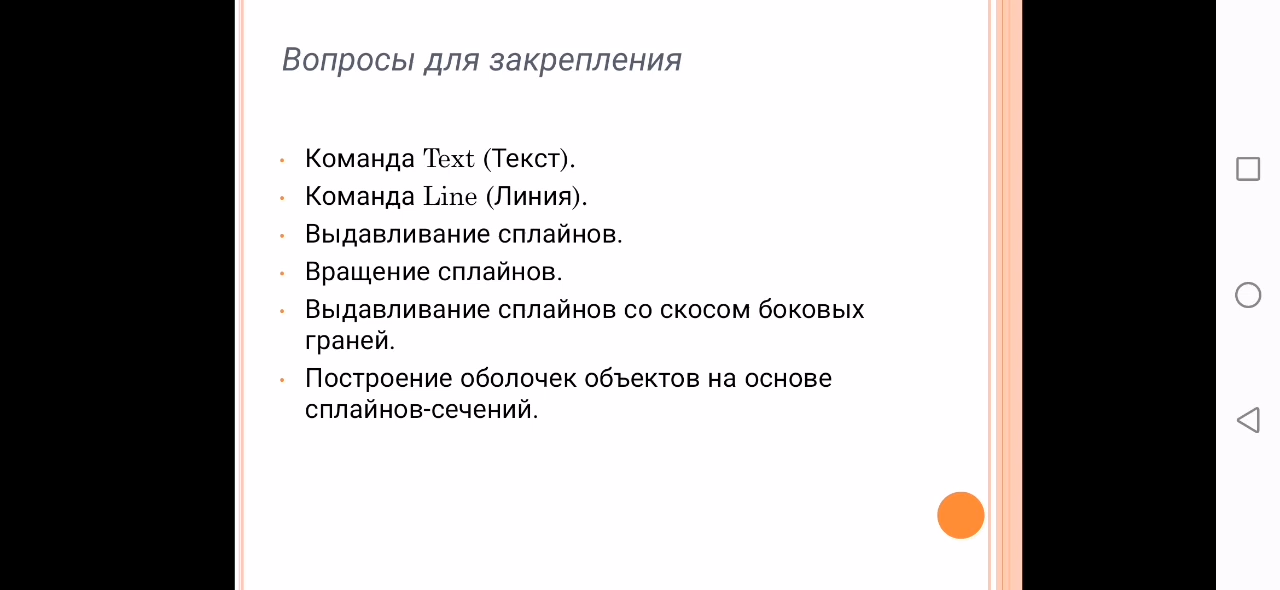 Вопросы для закрепления
• Команда Text (Текст).
• Команда Line (Линия).
• Выдавливание сплайнов.
• Вращение сплайнов.
• Выдавливание сплайнов со скосом боковых
граней.
• Построение оболочек объектов на основе
сплайнов-сечений.